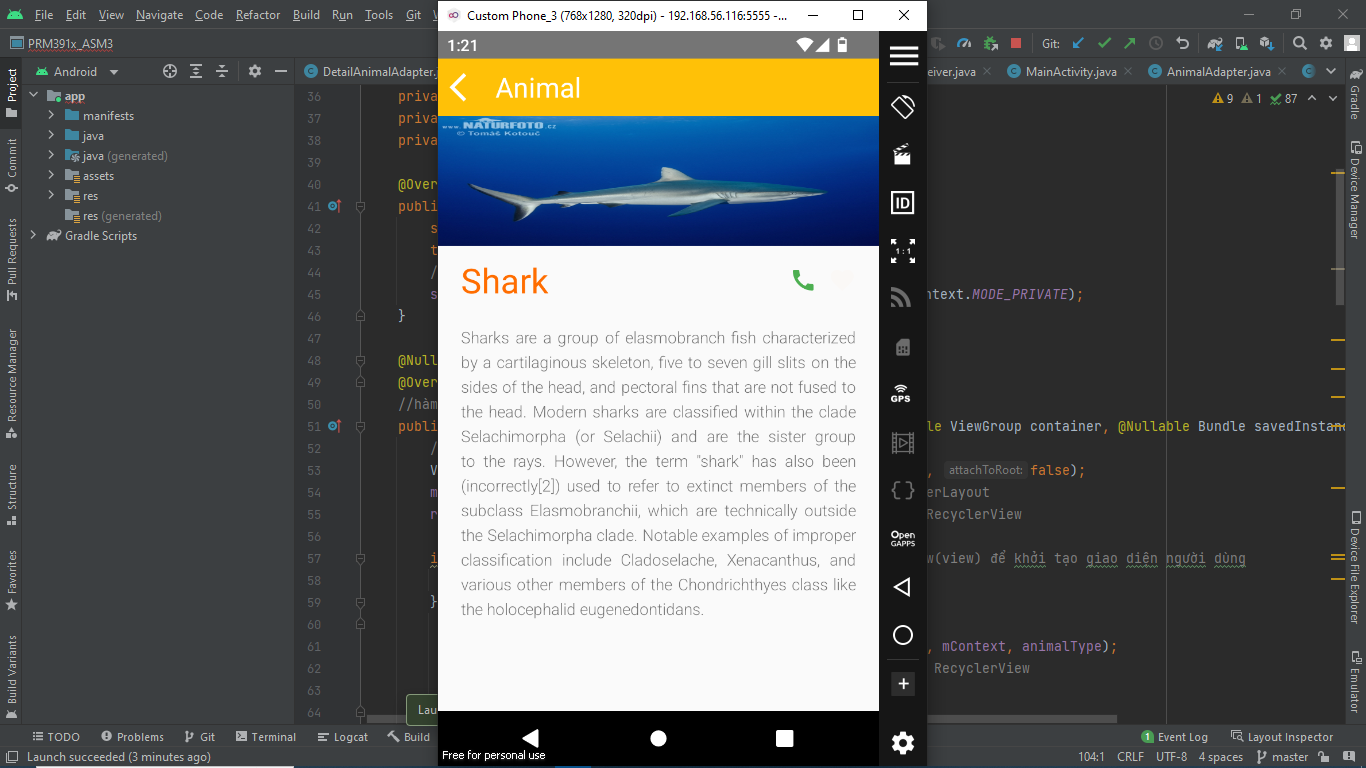 File Edit View Navigate Code Refactor Build Run Tools Git
Custom Phone_3 (768x1280, 320dpi) - 192.168.56.116:5555 -...
PRM391x_ASM3
Git:
Android
DetailAnimalAdapter.j
eiver.java
MainActivity.java
AnimalAdapter.java
9 1 87
app
manifests
java
java (generated)
assets
res
res (generated)
Gradle Scripts
Project
Commit
Pull Requests
Resource Manager
Structure
Favorites
Build Variants
36 priva
37 priva
38 priva
39
40 @Over
41 publi
42 s
43 t
44 /
45 s
ntext.MODE_PRIVATE);
46 }
47
48 @Null
49 @Over
50 //hàm
51 publi
le ViewGroup container, @Nullable Bundle savedInstan
52 /
53 V
, attachToRoot: false);
54 m
erLayout
55 r
RecyclerView
56
57 i
w(view) để khởi tạo giao diện người dùng
58
59 }
60
61
, mContext, animalType);
62
RecyclerView
63
64
Lau
1:21
Animal
www.NATURFOTO.cz
© Tomáš Kotouč
Shark
Sharks are a group of elasmobranch fish characterized
by a cartilaginous skeleton, five to seven gill slits on the
sides of the head, and pectoral fins that are not fused to
the head. Modern sharks are classified within the clade
Selachimorpha (or Selachii) and are the sister group
to the rays. However, the term "shark" has also been
(incorrectly[2]) used to refer to extinct members of the
subclass Elasmobranchii, which are technically outside
the Selachimorpha clade. Notable examples of improper
classification include Cladoselache, Xenacanthus, and
various other members of the Chondrichthyes class like
the holocephalid eugenedontidans.
Free for personal use
ID
1:1
GPS
Open
GAPPS
Gradle
Device Manager
Device File Explorer
Emulator
TODO Problems Git Terminal Logcat Build
Event Log Layout Inspector
Launch succeeded (3 minutes ago)
104:1 CRLF UTF-8 4 spaces master